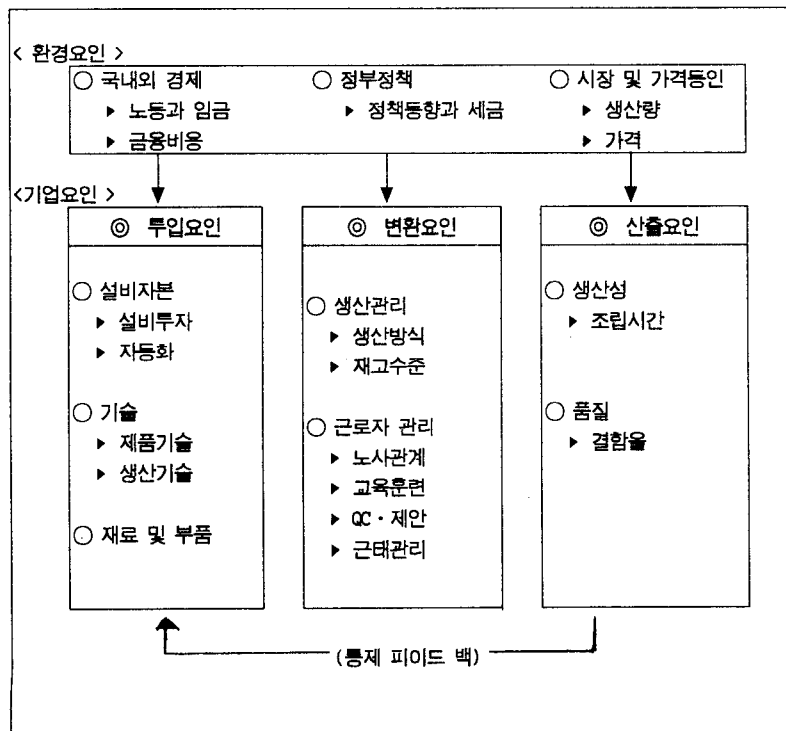 < 환경요인 >
○ 국내외 경제
▶ 노동과 임금
▶ 금융비용
○ 정부정책
▶ 정책동향과 세금
○ 시장 및 가격등인
▶ 생산량
▶ 가격
<기업요인 >
◎ 투입요인
○ 설비자본
▶ 설비투자
▶ 자동화
○ 기술
▶ 제품기술
▶ 생산기술
○ 재료 및 부품
◎ 변환요인
○ 생산관리
▶ 생산방식
▶ 재고수준
○ 근로자 관리
▶ 노사관계
▶ 교육훈련
▶ QC・제안
▶ 근태관리
◎ 산출요인
○ 생산성
▶ 조립시간
○ 품질
▶ 결함율
(통제 피이드 백)